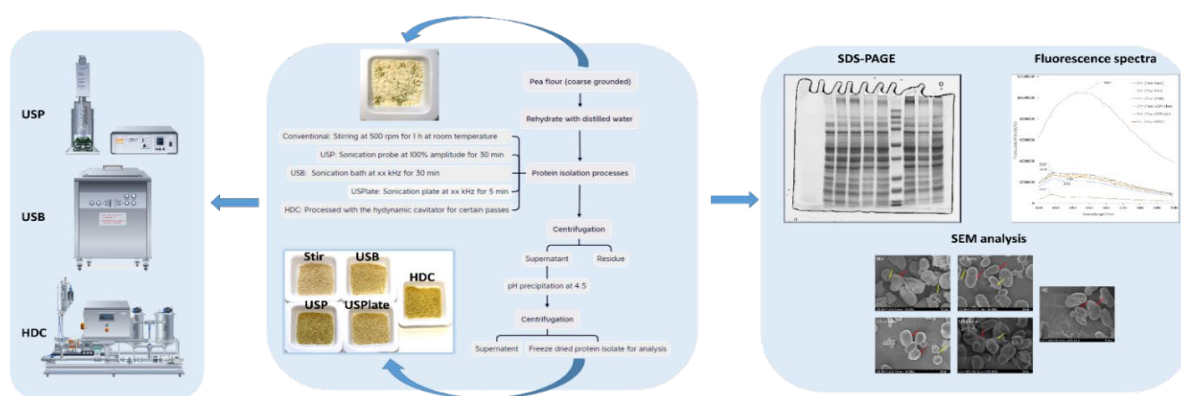 USP
USB
HDC
Pea flour (coarse grounded)
Rehydrate with distilled water
Conventional: Stirring at 500 rpm for 1 h at room temperature
USP: Sonication probe at 100% amplitude for 30 min
USB: Sonication bath at xx kHz for 30 min
USPlate: Sonication plate at xx kHz for 5 min
HDC: Processed with the hydynamic cavitator for certain passes
Protein isolation processes
Centrifugation
Supernatant
Residue
pH precipitation at 4.5
Centrifugation
Supernatent
Freeze dried protein isolate for analysis
Stir
USB
HDC
USP
USPlate
SDS-PAGE
Fluorescence spectra
SEM analysis